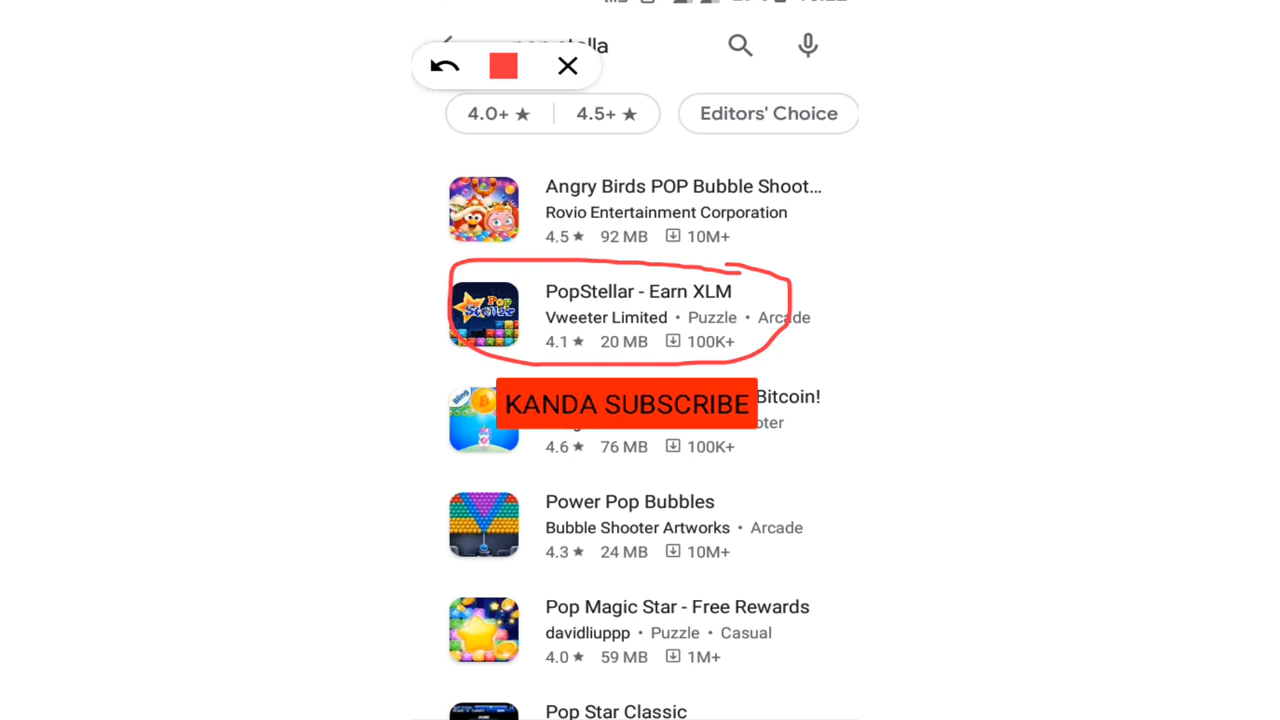 stella
4.0+ ★ 4.5+ ★ Editors' Choice
Angry Birds POP Bubble Shoot...
Rovio Entertainment Corporation
4.5 ★ 92 MB 10M+
Pop
Stellar
PopStellar - Earn XLM
Vweeter Limited • Puzzle • Arcade
4.1 ★ 20 MB 100K+
Bling
Bitcoin!
KANDA SUBSCRIBE
4.6 ★ 76 MB 100K+
Power Pop Bubbles
Bubble Shooter Artworks • Arcade
4.3 ★ 24 MB 10M+
Pop Magic Star - Free Rewards
davidliuppp • Puzzle • Casual
4.0 ★ 59 MB 1M+
Pop Star Classic